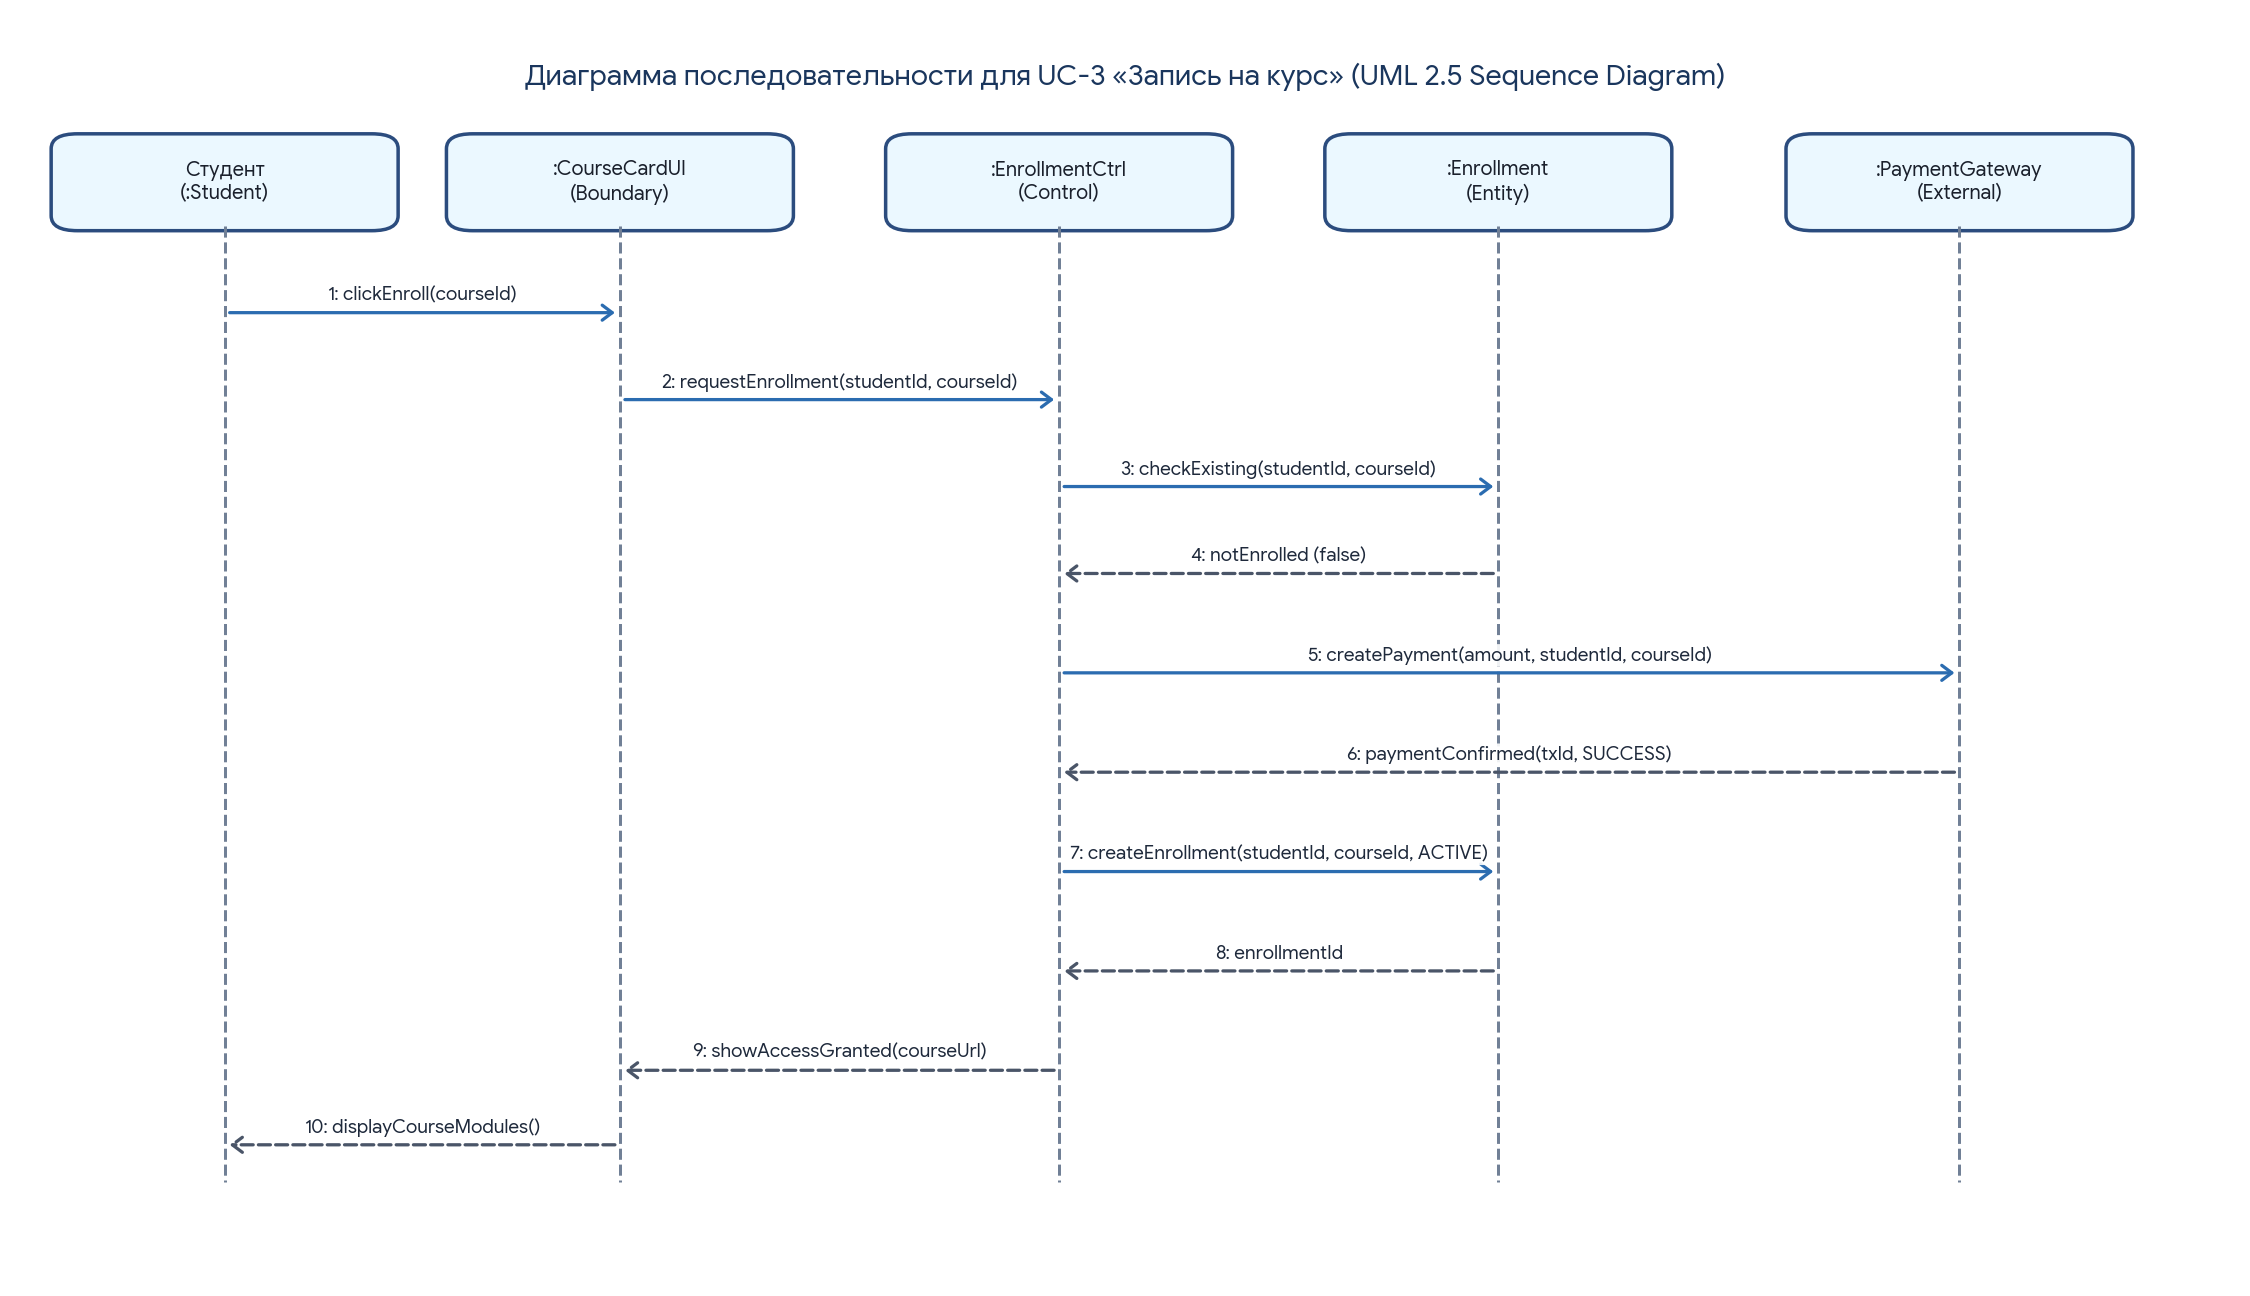 Диаграмма последовательности для UC-3 «Запись на курс» (UML 2.5 Sequence Diagram)
Студент
(:Student)
:CourseCardUI
(Boundary)
:EnrollmentCtrl
(Control)
:Enrollment
(Entity)
:PaymentGateway
(External)
1: clickEnroll(courseId)
2: requestEnrollment(studentId, courseId)
3: checkExisting(studentId, courseId)
4: notEnrolled (false)
5: createPayment(amount, studentId, courseId)
6: paymentConfirmed(txId, SUCCESS)
7: createEnrollment(studentId, courseId, ACTIVE)
8: enrollmentId
9: showAccessGranted(courseUrl)
10: displayCourseModules()